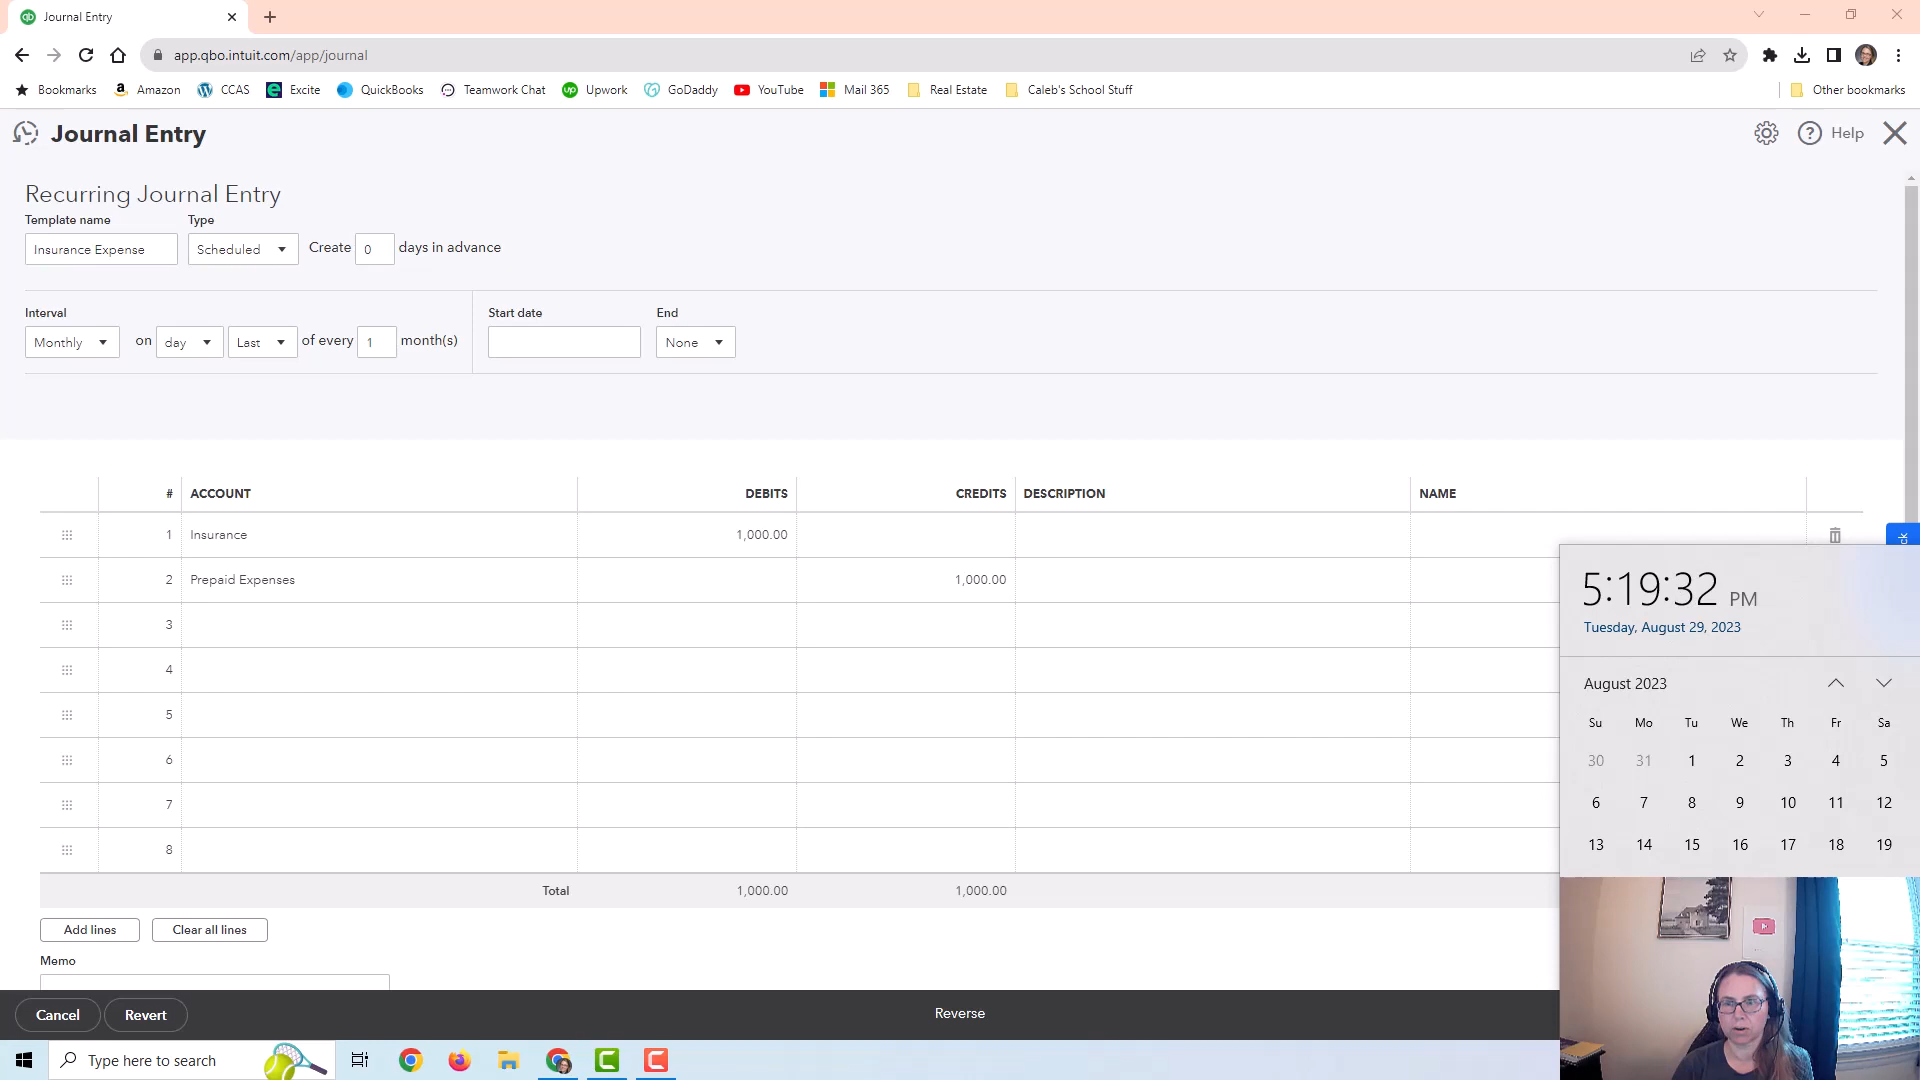 Journal Entry
app.qbo.intuit.com/app/journal
Bookmarks Amazon CCAS Excite QuickBooks Teamwork Chat Upwork GoDaddy YouTube Mail 365 Real Estate Caleb's School Stuff Other bookmarks
Journal Entry
Help
Recurring Journal Entry
Template name Type
Insurance Expense Scheduled Create 0 days in advance
Interval Start date End
Monthly on day Last of every 1 month(s) None
# ACCOUNT DEBITS CREDITS DESCRIPTION NAME
1 Insurance 1,000.00
2 Prepaid Expenses 1,000.00
3
4
5
6
7
8
Total 1,000.00 1,000.00
Add lines Clear all lines
Memo
Cancel Revert Reverse
Type here to search
5:19:32 PM
Tuesday, August 29, 2023
August 2023
Su Mo Tu We Th Fr Sa
30 31 1 2 3 4 5
6 7 8 9 10 11 12
13 14 15 16 17 18 19